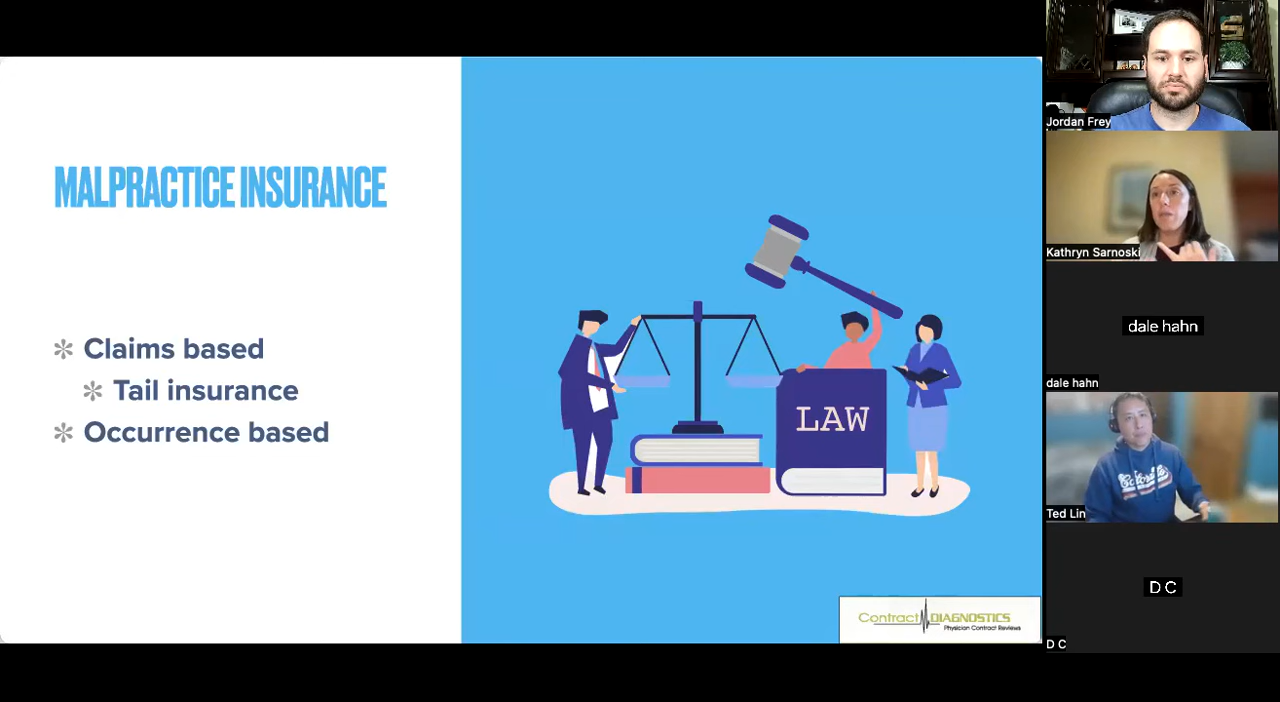 MALPRACTICE INSURANCE
Claims based
Tail insurance
Occurrence based
LAW
Contract DIAGNOSTICS
Physician Contract Reviews
Jordan Frey
Kathryn Sarnoski
dale hahn
dale hahn
Colorado
Ted Lin
D C
D C